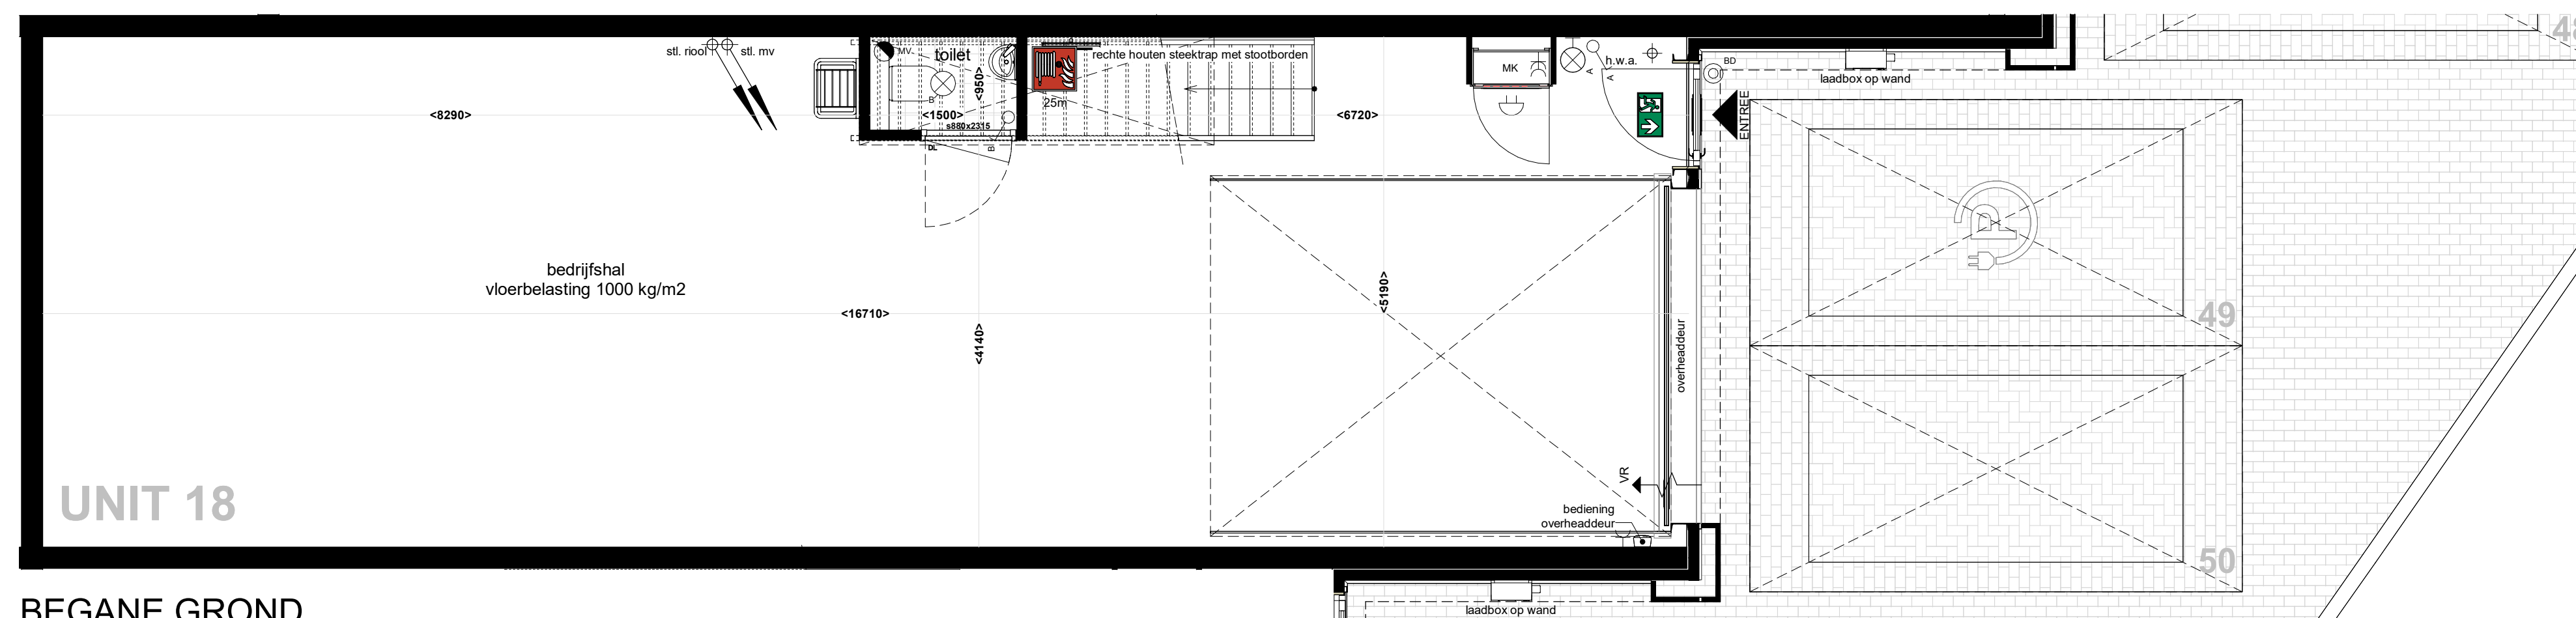 48
stl. riool
stl. mv
MV.
toilet
rechte houten steektrap met stootborden
25m
<950>
B
<1500>
s880x2315
DL
B
MK
A
h.w.a.
A
BD
laadbox op wand
ENTREE
<8290>
<6720>
bedrijfshal
vloerbelasting 1000 kg/m2
<16710>
<4140>
<5190>
overheaddeur
49
VR
UNIT 18
bediening
overheaddeur
50
laadbox op wand
BEGANE GROND